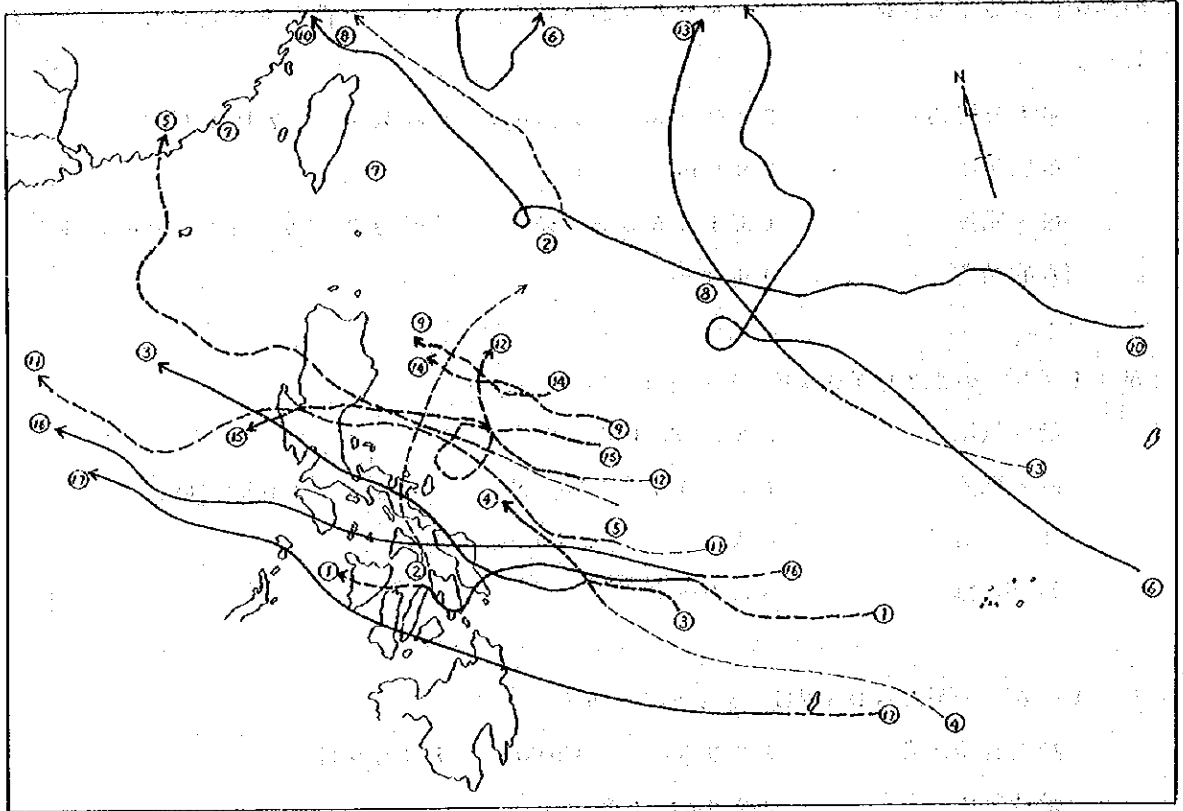 ⑩ ⑧ ⑥ ⑬
N
⑤ ⑦
⑦
②
⑧
⑨ ⑫ ⑩
③ ⑭ ⑭
⑪
⑯ ⑮ ⑨
⑮
⑰ ⑫ ⑬
④
⑤ ⑪
① ② ⑯ ⑥
③ ①
⑰ ④